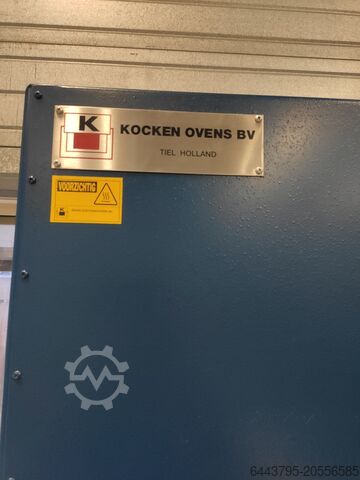 K
KOCKEN OVENS BV
TIEL HOLLAND
VOORZICHTIG
K
6443795-20556585